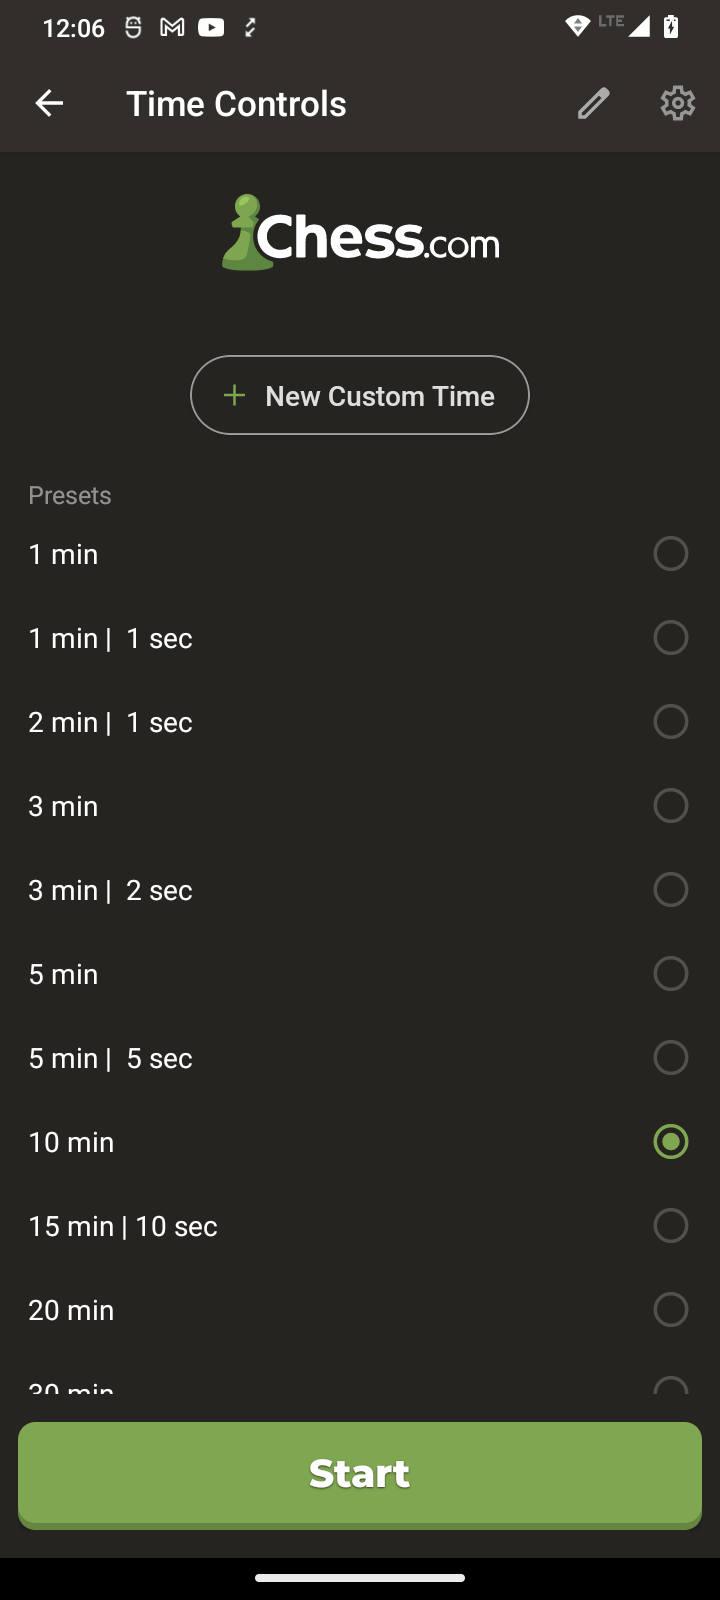 12:06
LTE
Time Controls
Chess.com
New Custom Time
Presets
1 min
1 min | 1 sec
2 min | 1 sec
3 min
3 min | 2 sec
5 min
5 min | 5 sec
10 min
15 min | 10 sec
20 min
30 min
Start